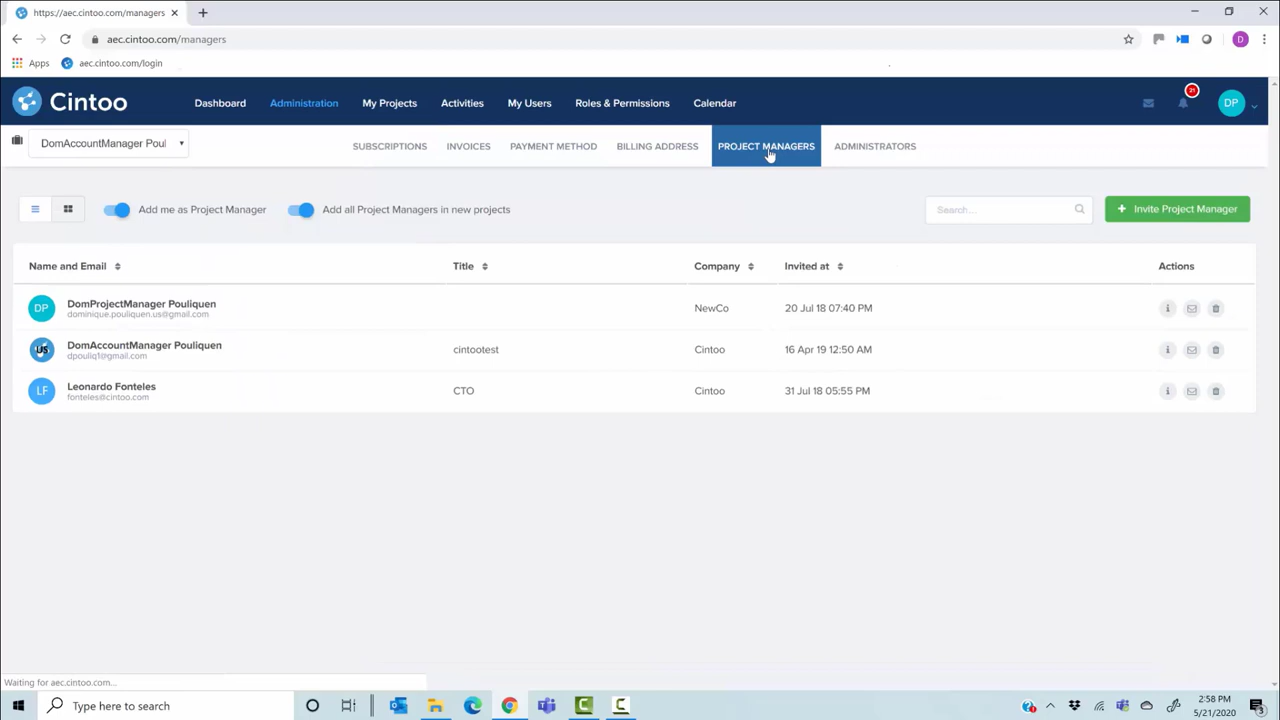 https://aec.cintoo.com/managers
aec.cintoo.com/managers
D
Apps aec.cintoo.com/login
Cintoo Dashboard Administration My Projects Activities My Users Roles & Permissions Calendar 21 DP
DomAccountManager Poul SUBSCRIPTIONS INVOICES PAYMENT METHOD BILLING ADDRESS PROJECT MANAGERS ADMINISTRATORS
Add me as Project Manager Add all Project Managers in new projects Search... + Invite Project Manager
Name and Email Title Company Invited at Actions
DP DomProjectManager Pouliquen NewCo 20 Jul 18 07:40 PM
dominique.pouliquen.us@gmail.com
US DomAccountManager Pouliquen cintootest Cintoo 16 Apr 19 12:50 AM
dpouliq1@gmail.com
LF Leonardo Fonteles CTO Cintoo 31 Jul 18 05:55 PM
fonteles@cintoo.com
Waiting for aec.cintoo.com...
Type here to search 2:58 PM
5/21/2020